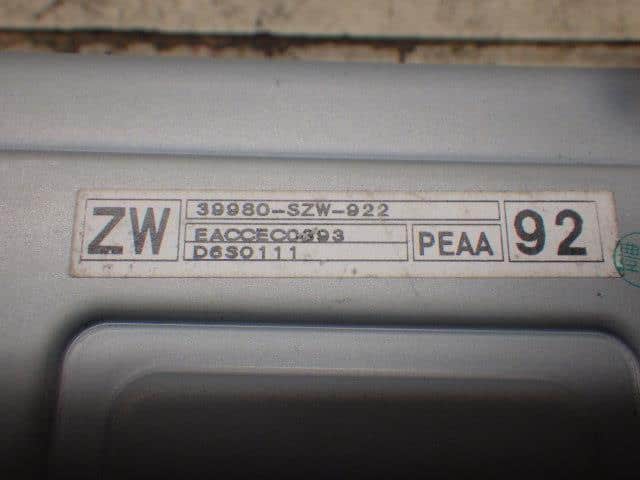 ZW
39980-SZW-922
EACCEC0393
D6S0111
PEAA
92